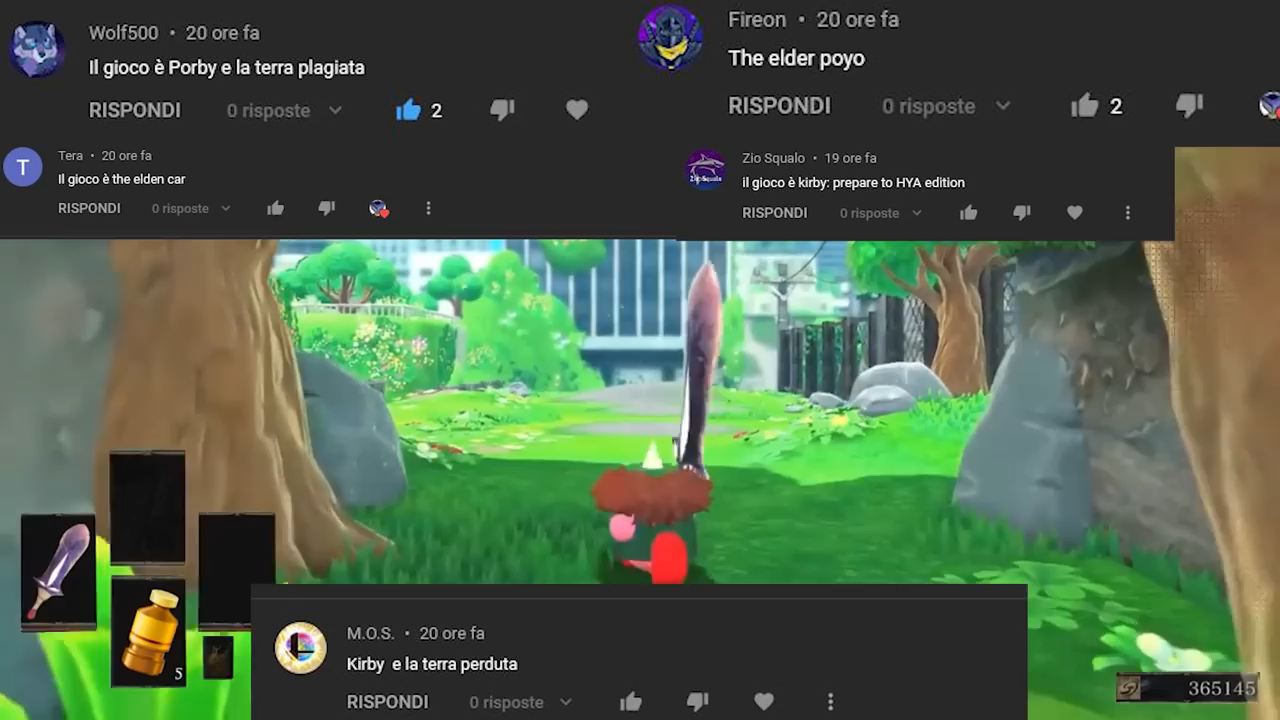 Wolf500 • 20 ore fa
Il gioco è Porby e la terra plagiata
RISPONDI 0 risposte 2
Fireon • 20 ore fa
The elder poyo
RISPONDI 0 risposte 2
T
Tera • 20 ore fa
Il gioco è the elden car
RISPONDI 0 risposte
Zio Squalo
Zio Squalo • 19 ore fa
il gioco è kirby: prepare to HYA edition
RISPONDI 0 risposte
5
M.O.S. • 20 ore fa
Kirby e la terra perduta
RISPONDI 0 risposte
365145